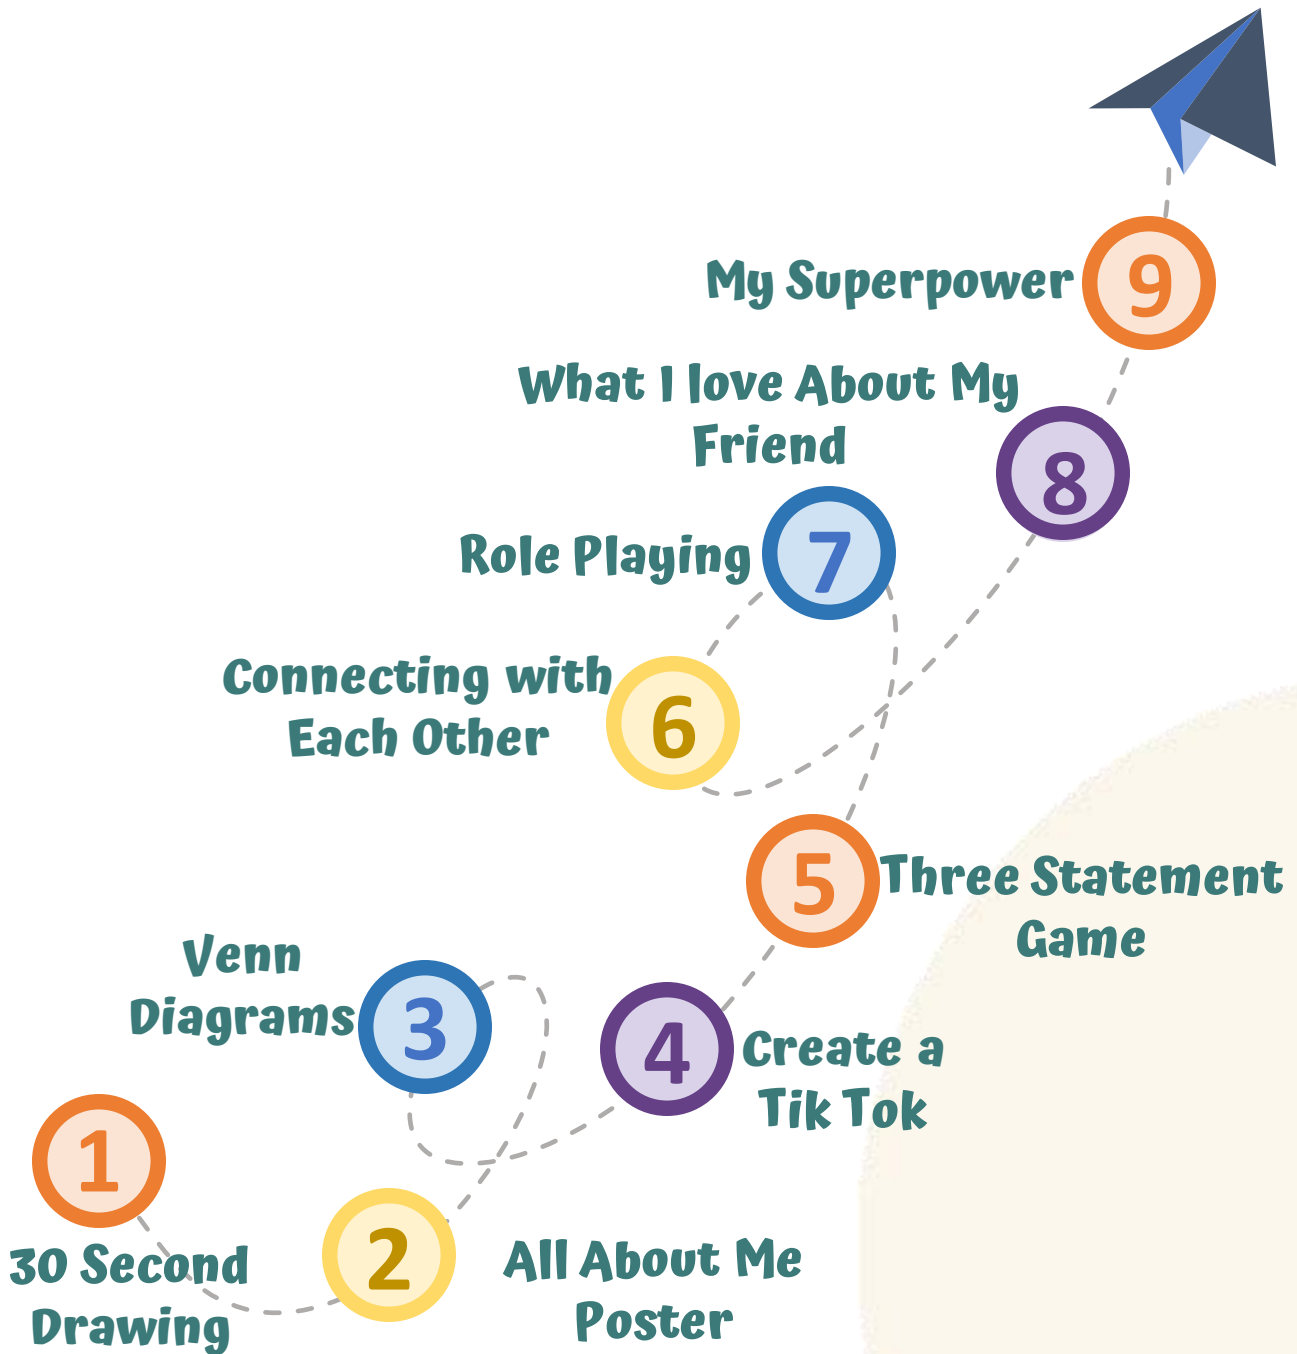 9
My Superpower
What I love About My
Friend
8
7
Role Playing
Connecting with
Each Other
6
5
Three Statement
Game
Venn
Diagrams
3
4
Create a
Tik Tok
1
30 Second
Drawing
2
All About Me
Poster